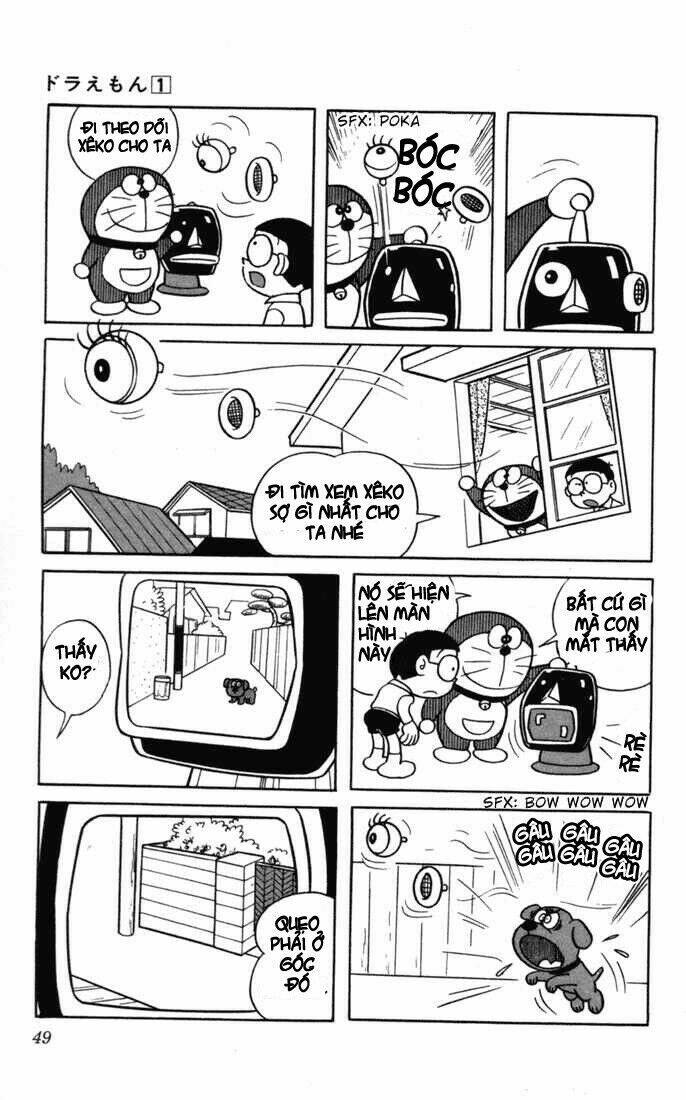 ドラえもん1
SFX: POKA
BÓC
BÓC
ĐI THEO DÕI
XÊKO CHO TA
ĐI TÌM XEM XÊKO
SỢ GÌ NHẤT CHO
TA NHÉ
BẤT CỨ GÌ
MÀ CON
MẮT THẤY
NÓ SẼ HIỆN
LÊN MÀN
HÌNH
NÀY
RÈ
RÈ
THẤY
KO?
SFX: BOW WOW WOW
GÂU GÂU GÂU
GÂU GÂU GÂU
GÂU
QUEO
PHẢI Ở
GÓC
ĐÓ
49